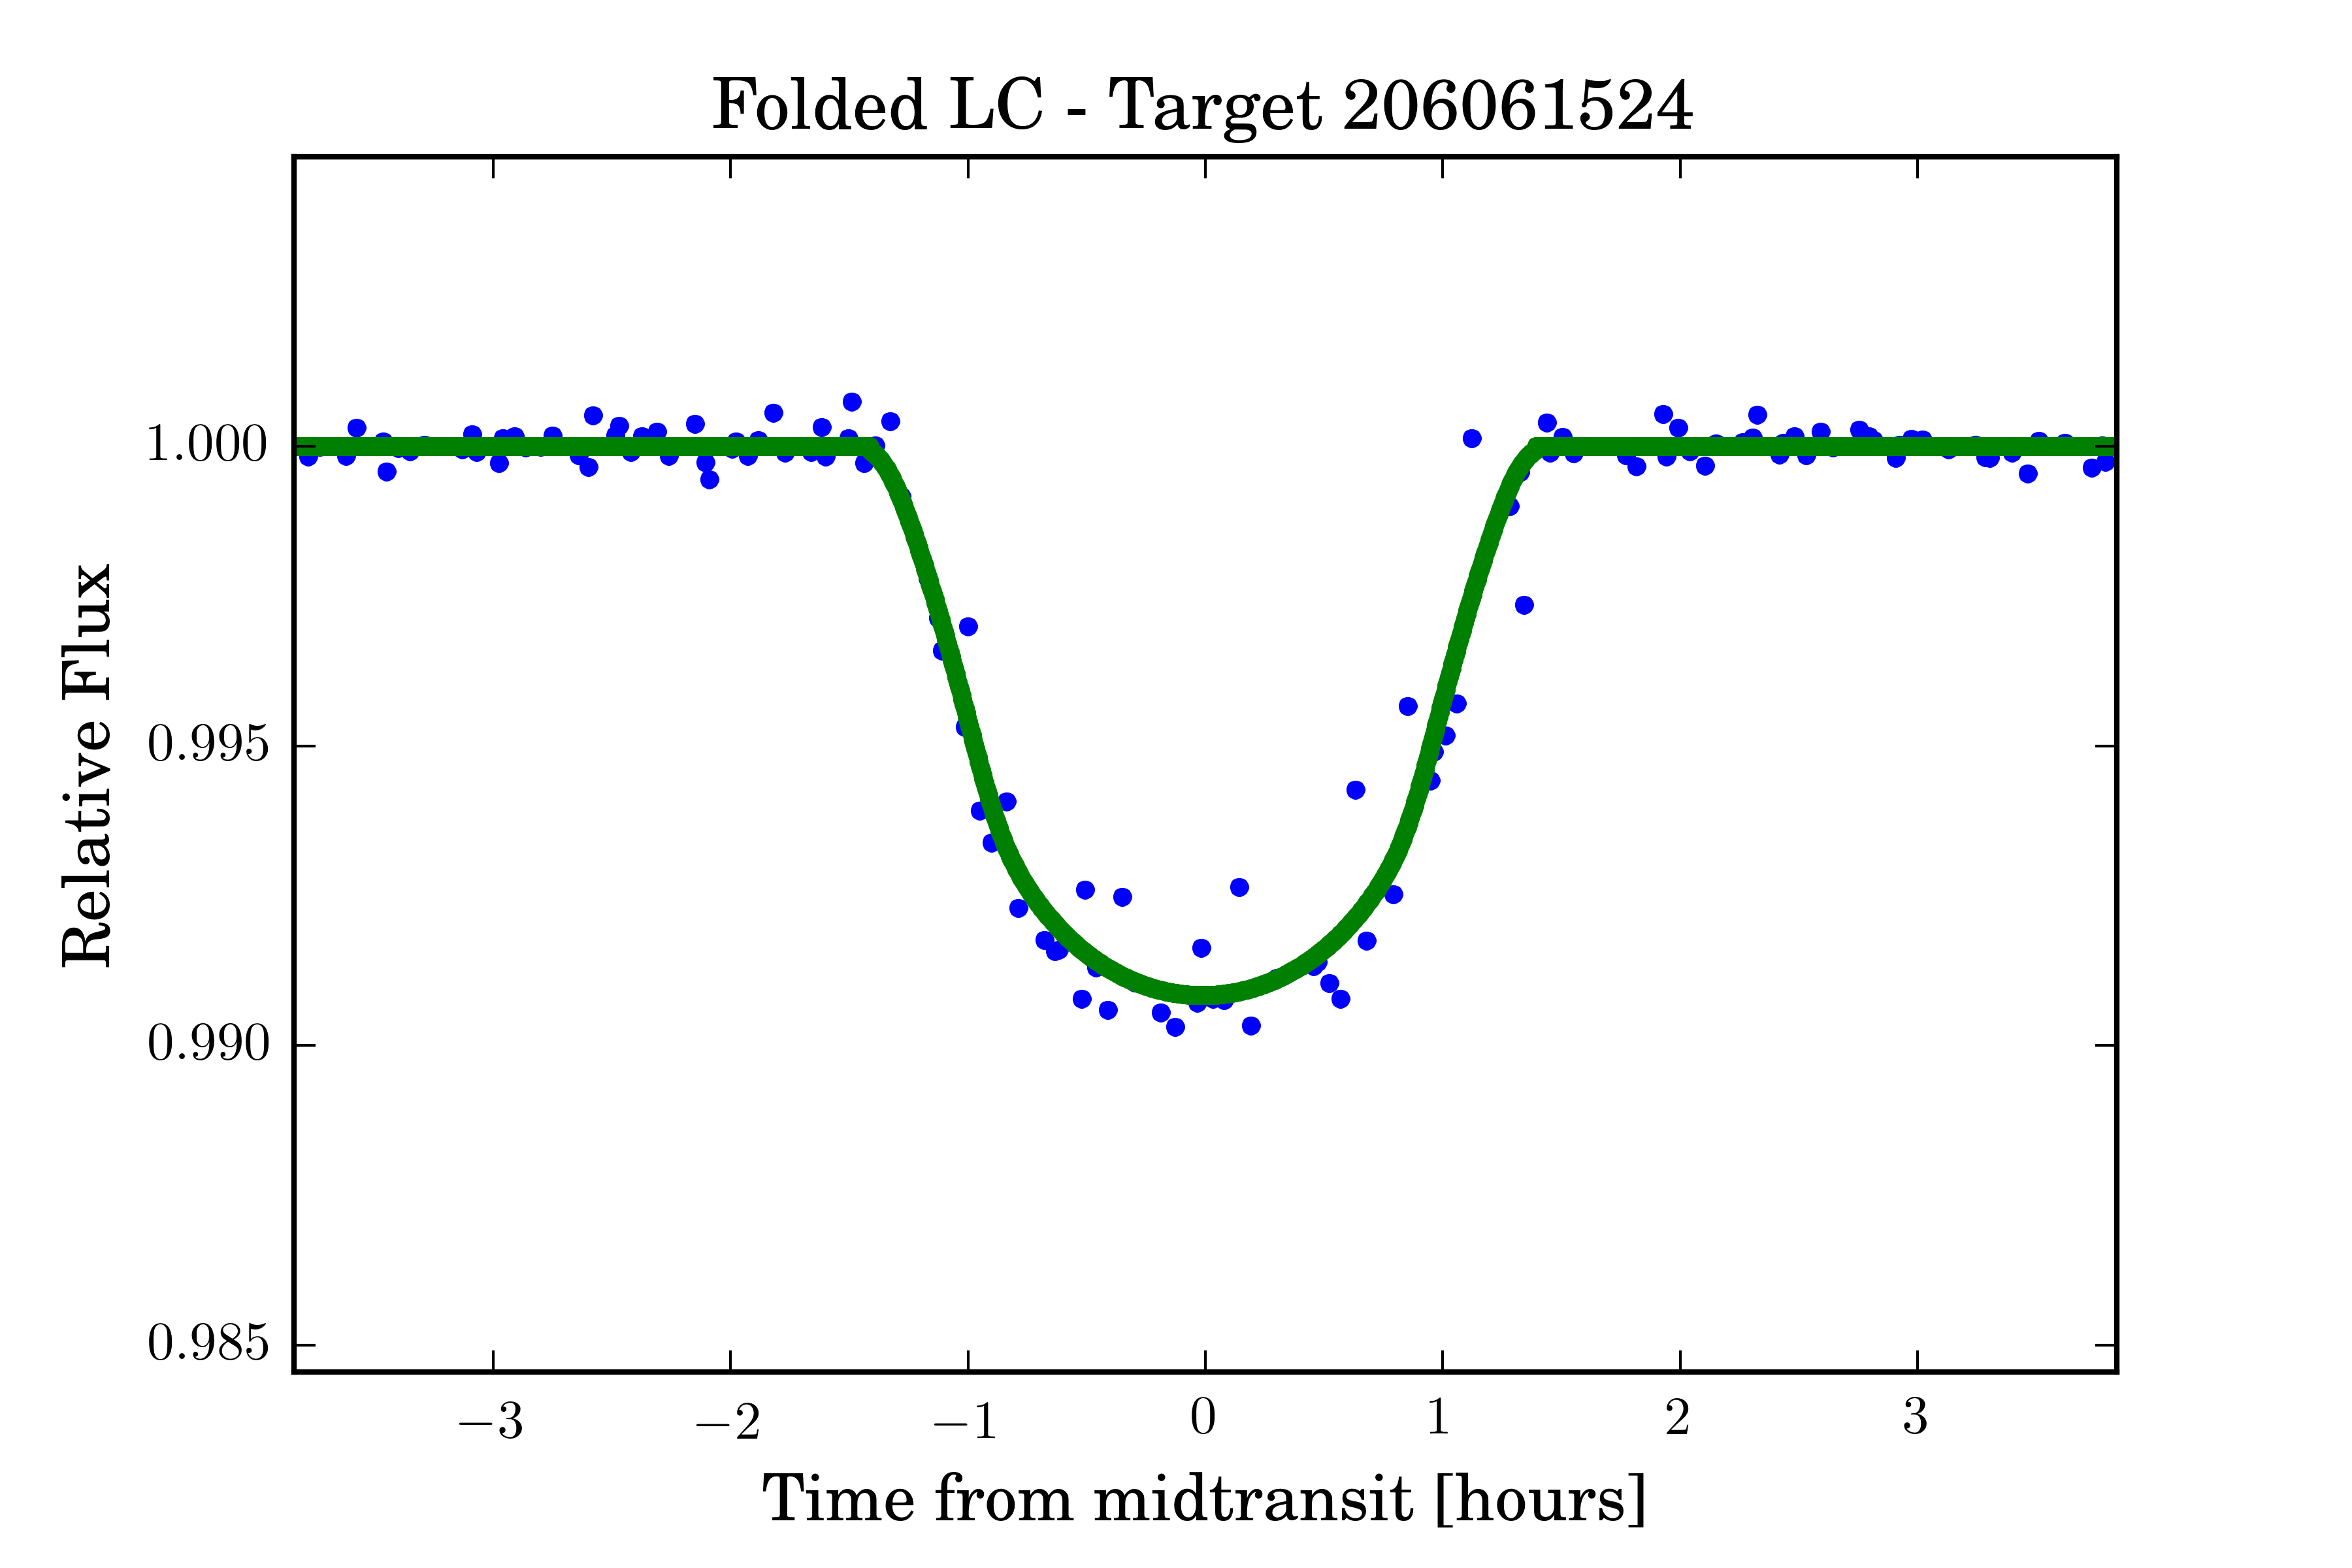 Folded LC - Target 206061524
Relative Flux
1.000
0.995
0.990
0.985
−3 −2 −1 0 1 2 3
Time from midtransit [hours]